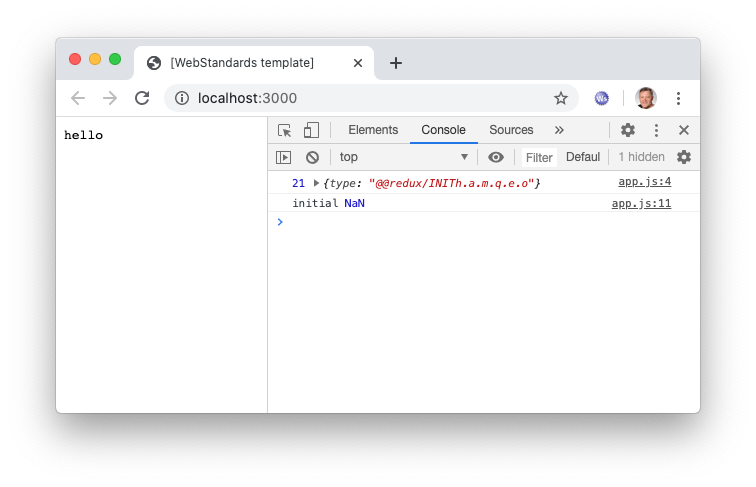 [WebStandards template]
localhost:3000
Ws
hello
Elements Console Sources »
top Filter Defaul 1 hidden
21 {type: "@@redux/INITh.a.m.q.e.o"} app.js:4
initial NaN app.js:11